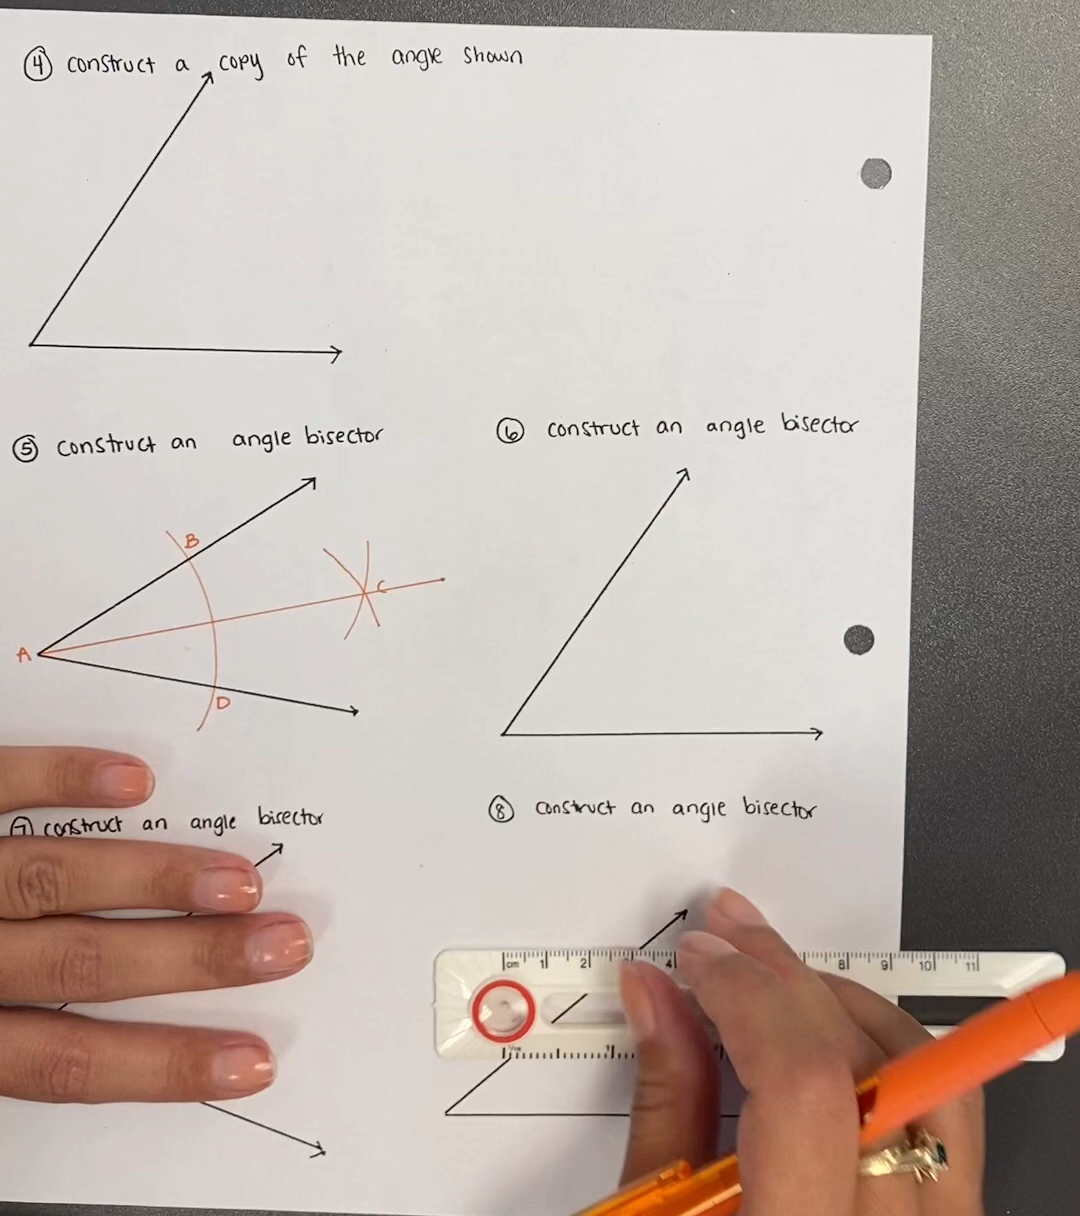 ④ construct a copy of the angle shown
⑤ construct an angle bisector
⑥ construct an angle bisector
B
C
A
D
⑦ construct an angle bisector
⑧ construct an angle bisector
cm 1 2 4 8 9 10 11